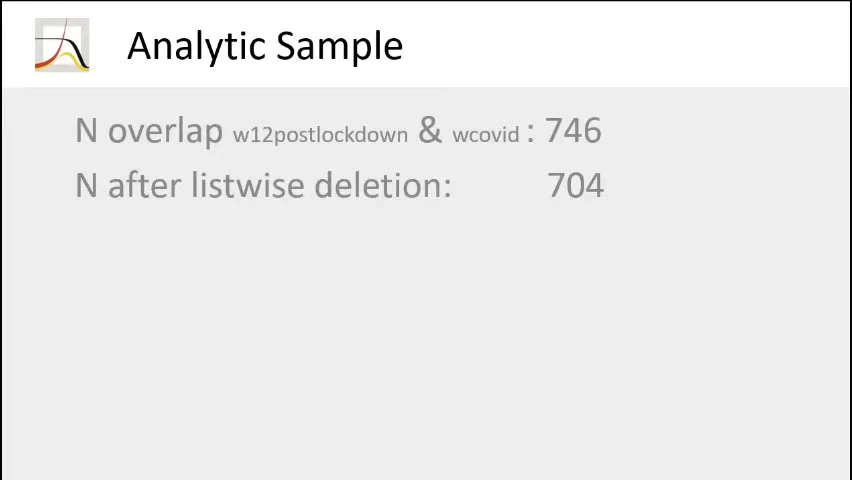 Analytic Sample
N overlap w12postlockdown & wcovid : 746
N after listwise deletion: 704